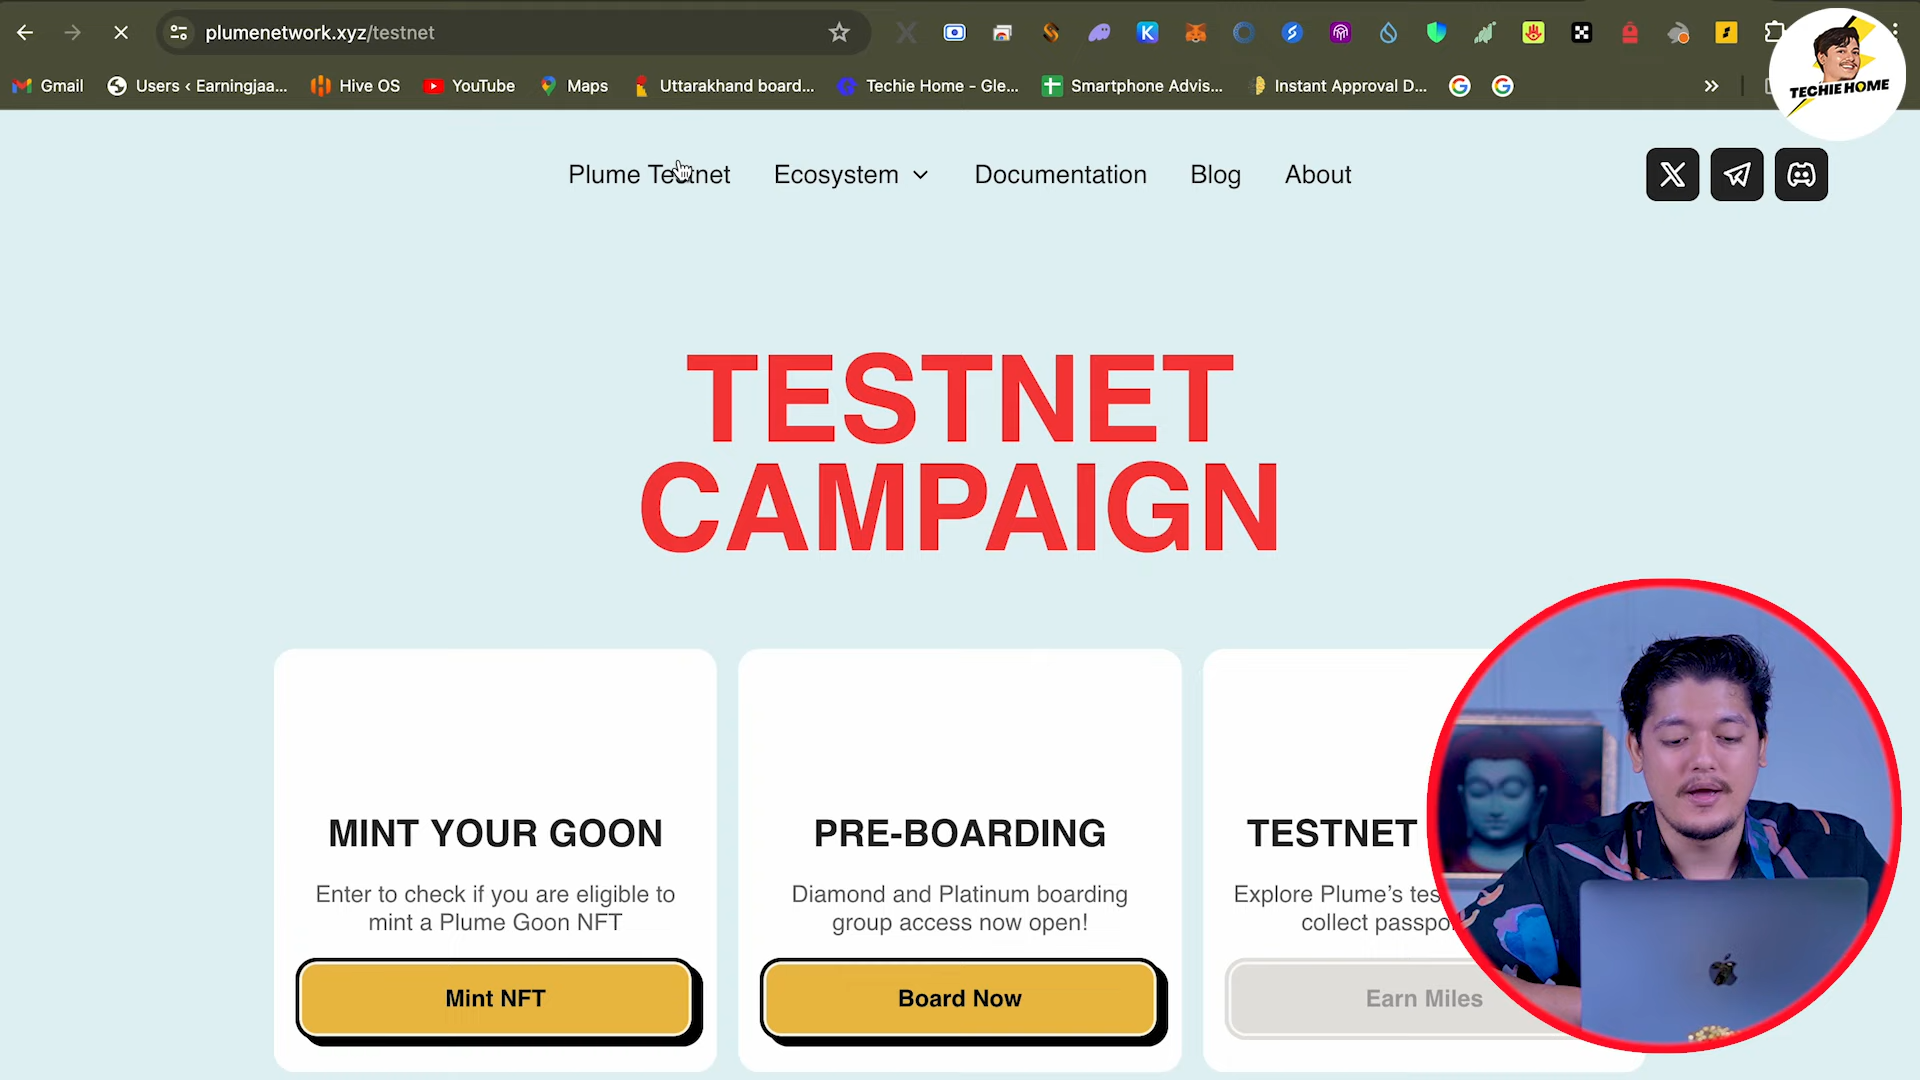 plumenetwork.xyz/testnet
K
Gmail
Users ‹ Earningjaa...
Hive OS
YouTube
Maps
Uttarakhand board...
Techie Home - Gle...
Smartphone Advis...
Instant Approval D...
TECHIE HOME
Plume Testnet
Ecosystem
Documentation
Blog
About
TESTNET
CAMPAIGN
MINT YOUR GOON
Enter to check if you are eligible to
mint a Plume Goon NFT
Mint NFT
PRE-BOARDING
Diamond and Platinum boarding
group access now open!
Board Now
TESTNET
Explore Plume’s tes
collect passpo
Earn Miles